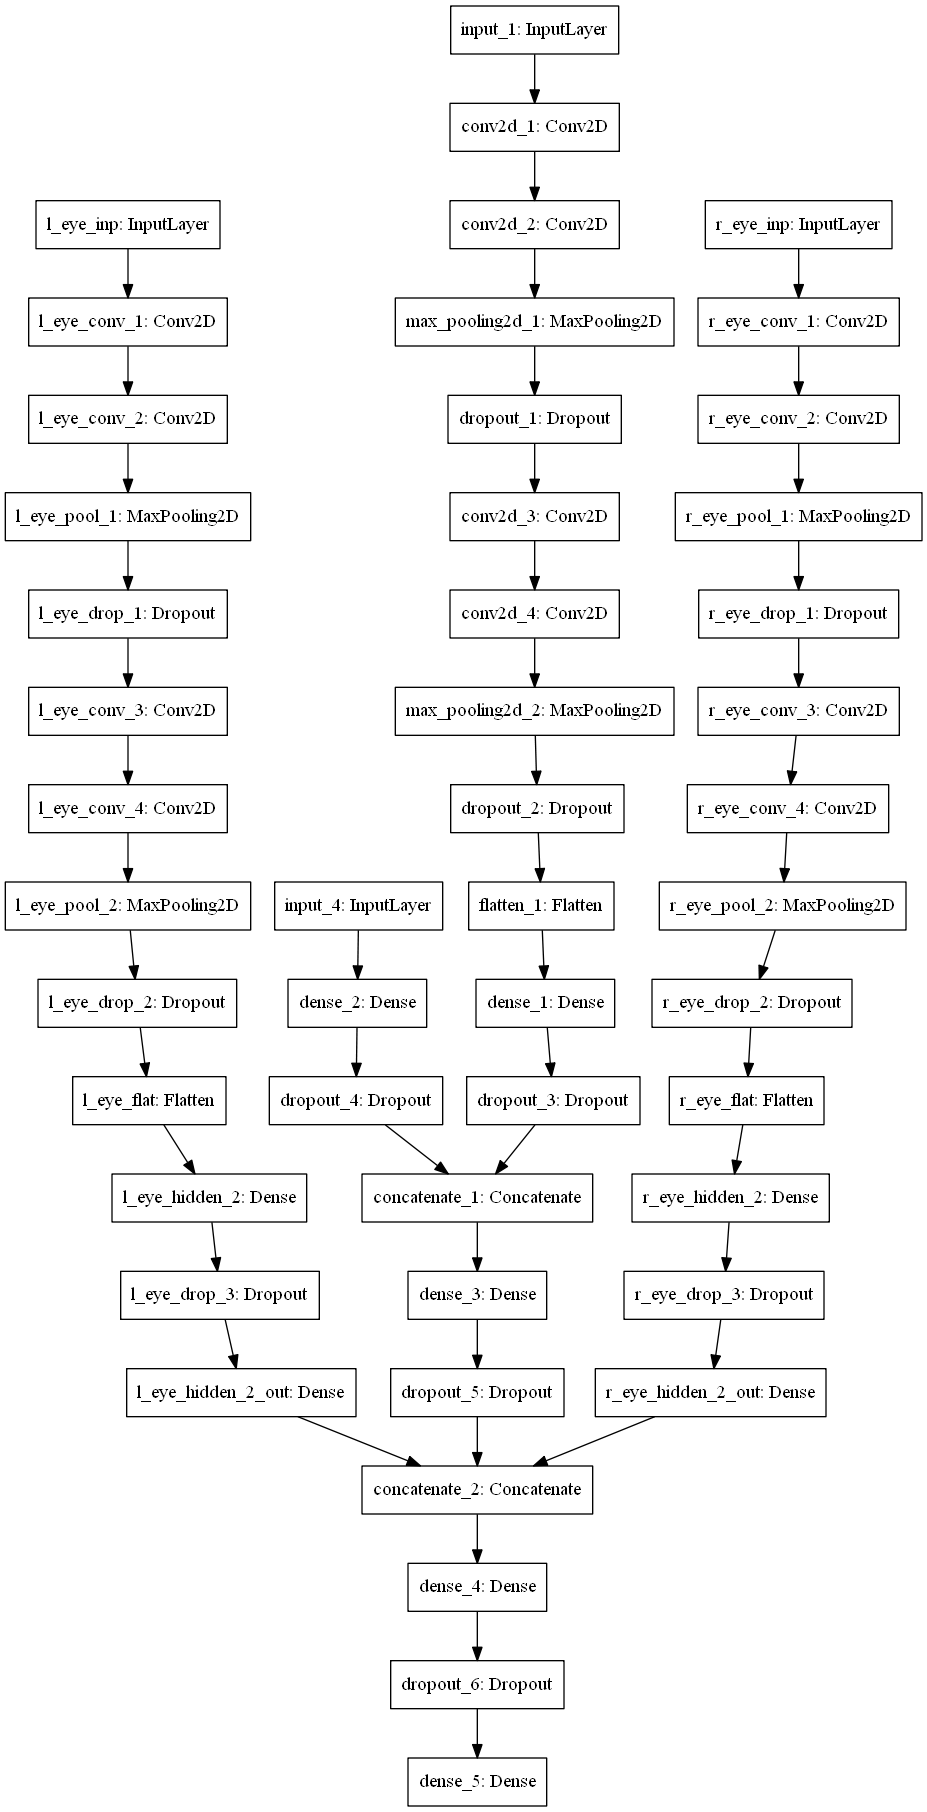 input_1: InputLayer
conv2d_1: Conv2D
l_eye_inp: InputLayer
conv2d_2: Conv2D
r_eye_inp: InputLayer
l_eye_conv_1: Conv2D
max_pooling2d_1: MaxPooling2D
r_eye_conv_1: Conv2D
l_eye_conv_2: Conv2D
dropout_1: Dropout
r_eye_conv_2: Conv2D
l_eye_pool_1: MaxPooling2D
conv2d_3: Conv2D
r_eye_pool_1: MaxPooling2D
l_eye_drop_1: Dropout
conv2d_4: Conv2D
r_eye_drop_1: Dropout
l_eye_conv_3: Conv2D
max_pooling2d_2: MaxPooling2D
r_eye_conv_3: Conv2D
l_eye_conv_4: Conv2D
dropout_2: Dropout
r_eye_conv_4: Conv2D
l_eye_pool_2: MaxPooling2D
input_4: InputLayer
flatten_1: Flatten
r_eye_pool_2: MaxPooling2D
l_eye_drop_2: Dropout
dense_2: Dense
dense_1: Dense
r_eye_drop_2: Dropout
l_eye_flat: Flatten
dropout_4: Dropout
dropout_3: Dropout
r_eye_flat: Flatten
l_eye_hidden_2: Dense
concatenate_1: Concatenate
r_eye_hidden_2: Dense
l_eye_drop_3: Dropout
dense_3: Dense
r_eye_drop_3: Dropout
l_eye_hidden_2_out: Dense
dropout_5: Dropout
r_eye_hidden_2_out: Dense
concatenate_2: Concatenate
dense_4: Dense
dropout_6: Dropout
dense_5: Dense